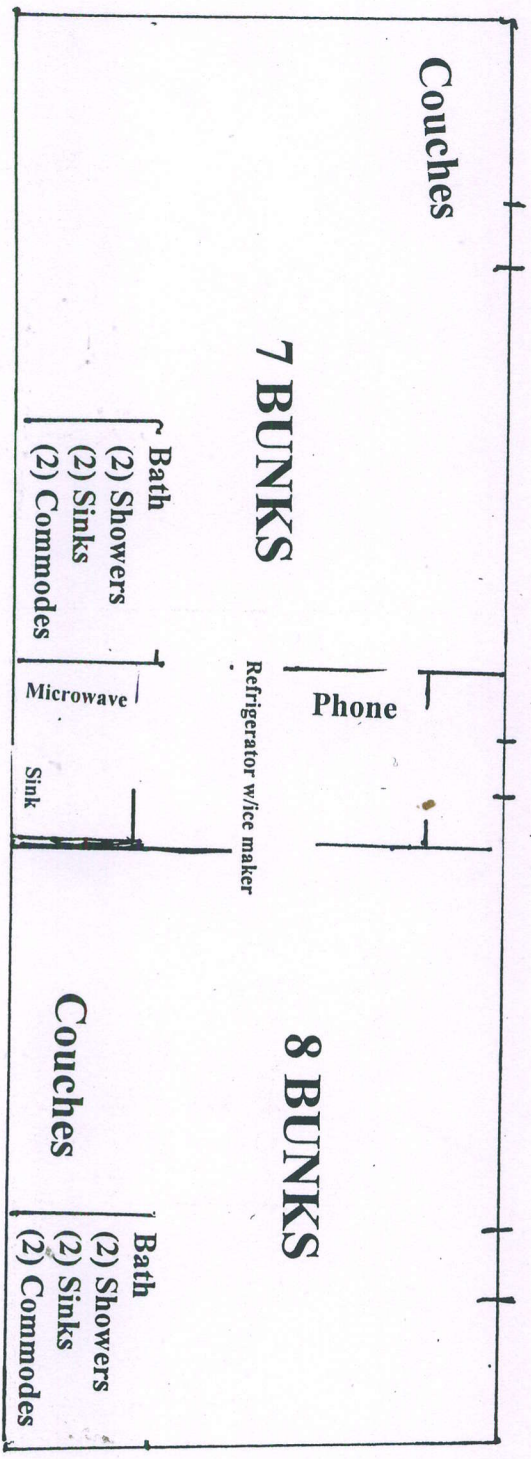 Couches
7 BUNKS
Bath
(2) Showers
(2) Sinks
(2) Commodes
Phone
Refrigerator w/ice maker
Microwave
Sink
8 BUNKS
Couches
Bath
(2) Showers
(2) Sinks
(2) Commodes